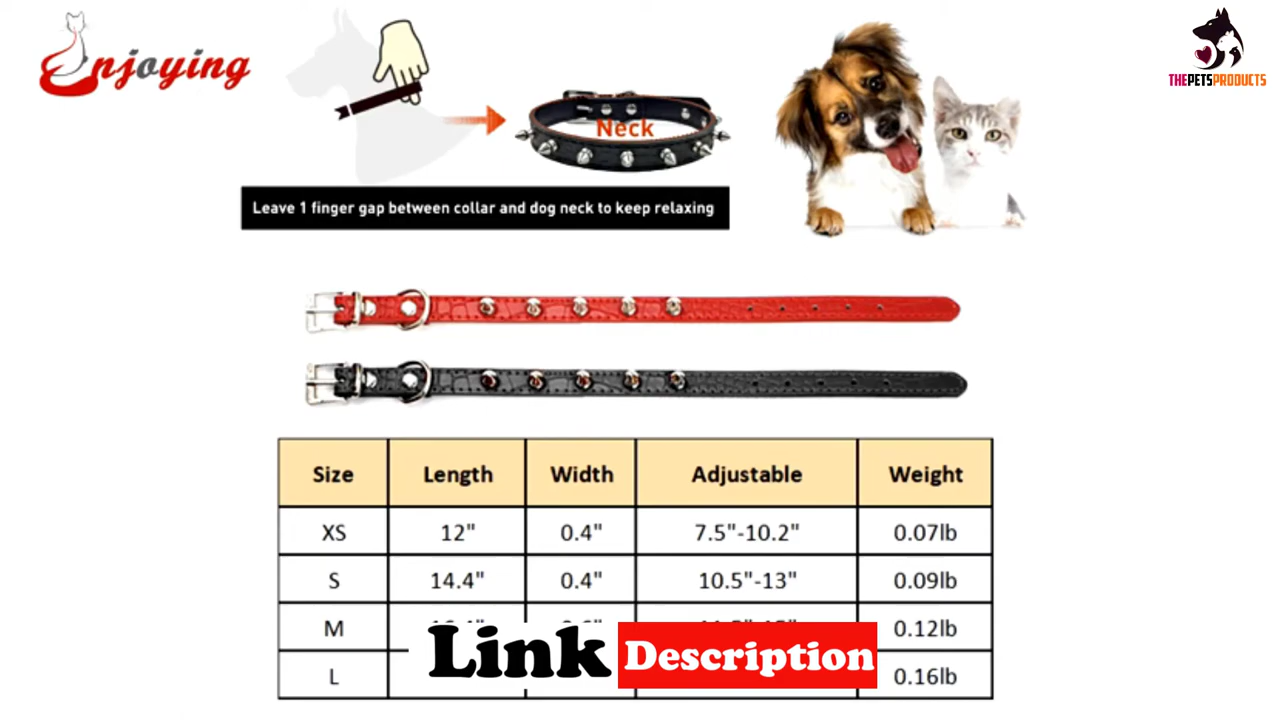 Enjoying
THEPETSPRODUCTS
Neck
Leave 1 finger gap between collar and dog neck to keep relaxing
Size Length Width Adjustable Weight
XS 12" 0.4" 7.5"-10.2" 0.07lb
S 14.4" 0.4" 10.5"-13" 0.09lb
M 0.12lb
L 0.16lb
Link Description